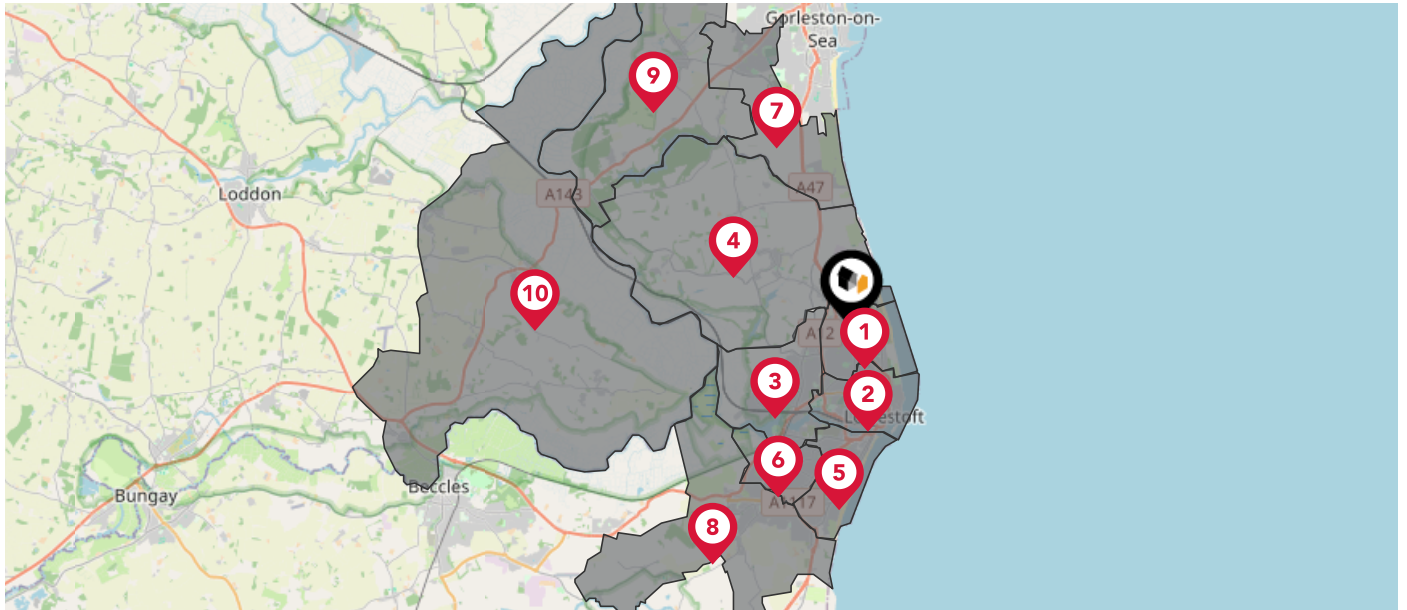 Gorleston-on-
Sea
9
7
Loddon
A143
A47
4
10
1
A12
3
2
Lowestoft
6
5
Beccles
Bungay
A1117
8